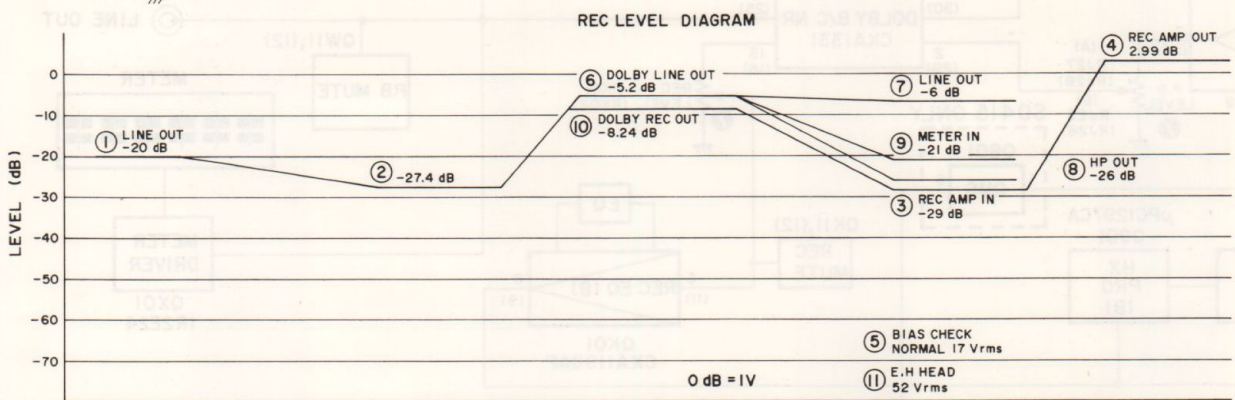 REC LEVEL DIAGRAM
LEVEL (dB)
0
-10
-20
-30
-40
-50
-60
-70
① LINE OUT
-20 dB
② -27.4 dB
⑥ DOLBY LINE OUT
-5.2 dB
⑩ DOLBY REC OUT
-8.24 dB
④ REC AMP OUT
2.99 dB
⑦ LINE OUT
-6 dB
⑨ METER IN
-21 dB
⑧ HP OUT
-26 dB
③ REC AMP IN
-29 dB
⑤ BIAS CHECK
NORMAL 17 Vrms
0 dB = 1V
⑪ E.H HEAD
52 Vrms